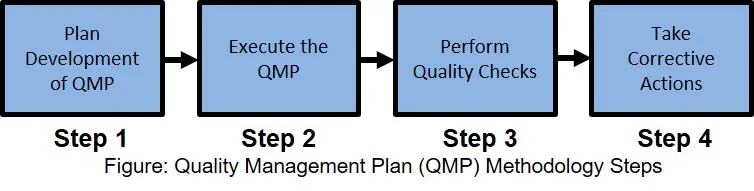 Plan
Development
of QMP
Execute the
QMP
Perform
Quality Checks
Take
Corrective
Actions
Step 1
Step 2
Step 3
Step 4
Figure: Quality Management Plan (QMP) Methodology Steps